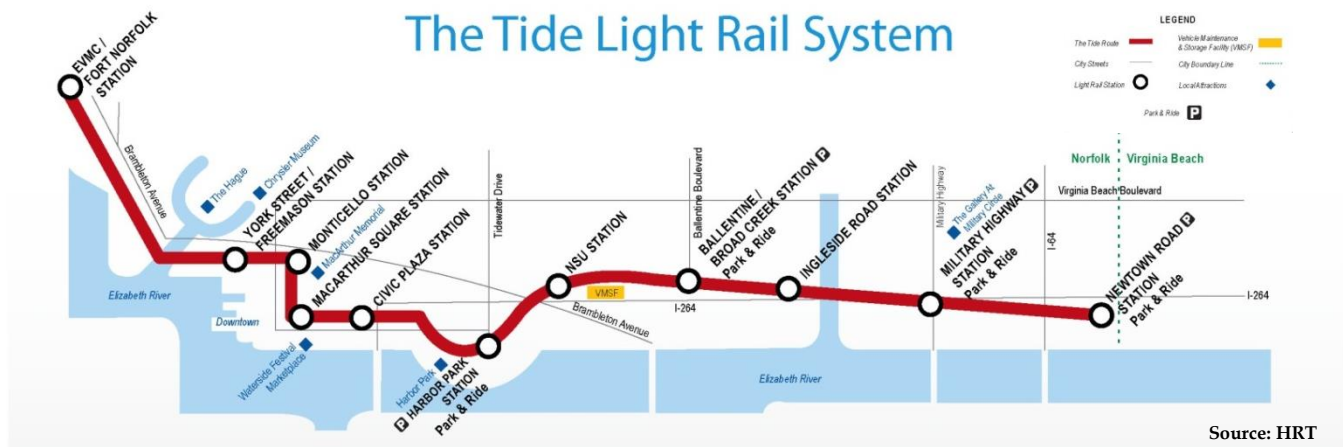 The Tide Light Rail System
LEGEND
The Tide Route
City Streets
Light Rail Station
Vehicle Maintenance
& Storage Facility (VMSF)
City Boundary Line
Local Attractions
Park & Ride P
EVMC /
FORT NORFOLK
STATION
Brambleton Avenue
The Hague
Chrysler Museum
YORK STREET /
FREEMASON STATION
MONTICELLO STATION
MacArthur Memorial
MACARTHUR SQUARE STATION
CIVIC PLAZA STATION
Tidewater Drive
NSU STATION
VMSF
Brambleton Avenue
I-264
Ballentine Boulevard
BALLENTINE /
BROAD CREEK STATION P
Park & Ride
INGLESIDE ROAD STATION
Military Highway
The Gallery At
Military Circle
MILITARY HIGHWAY P
STATION
Park & Ride
I-64
Norfolk
Virginia Beach
Virginia Beach Boulevard
NEWTOWN ROAD P
STATION
Park & Ride
I-264
Elizabeth River
Downtown
Waterside Festival
Marketplace
Harbor Park
P HARBOR PARK
STATION
Park & Ride
Elizabeth River
Source: HRT